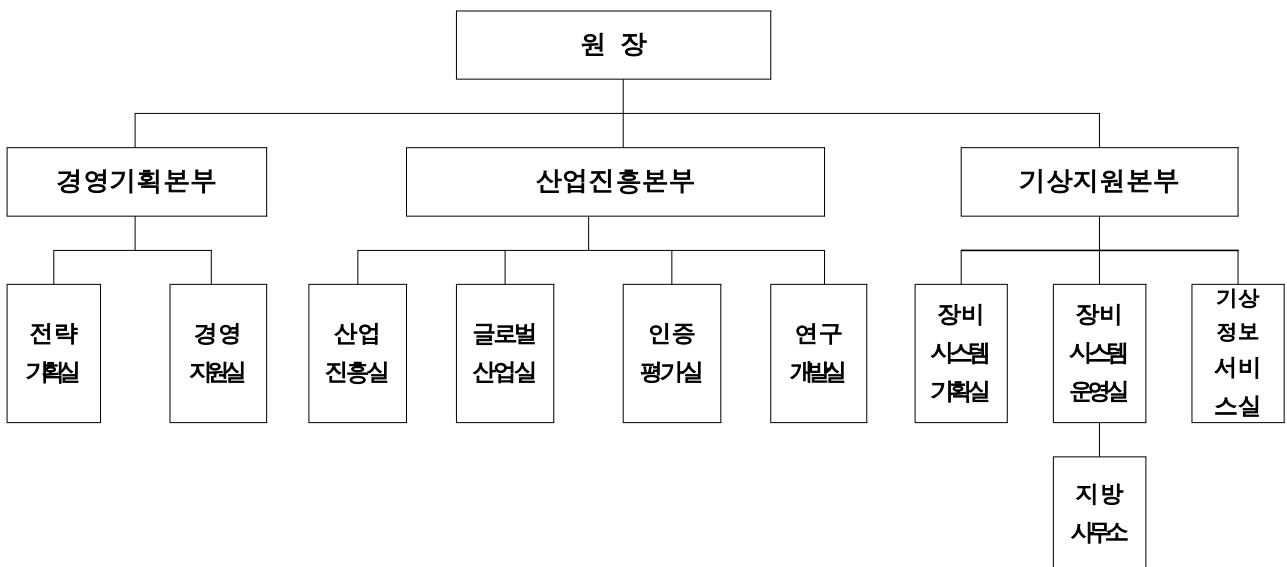 원 장
경영기획본부
산업진흥본부
기상지원본부
전략
기획실
경영
지원실
산업
진흥실
글로벌
산업실
인증
평가실
연구
개발실
장비
시스템
기획실
장비
시스템
운영실
기상
정보
서비
스실
지방
사무소